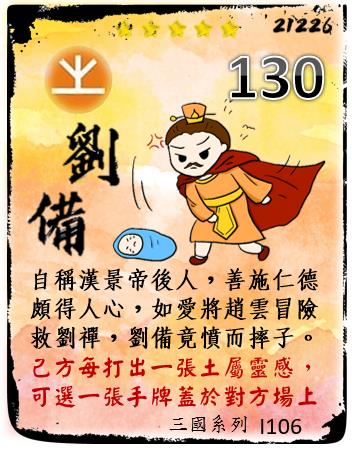 21226
130
劉備
自稱漢景帝後人，善施仁德
頗得人心，如愛將趙雲冒險
救劉禪，劉備竟憤而摔子。
己方每打出一張土屬靈感，
可選一張手牌蓋於對方場上
三國系列 I106